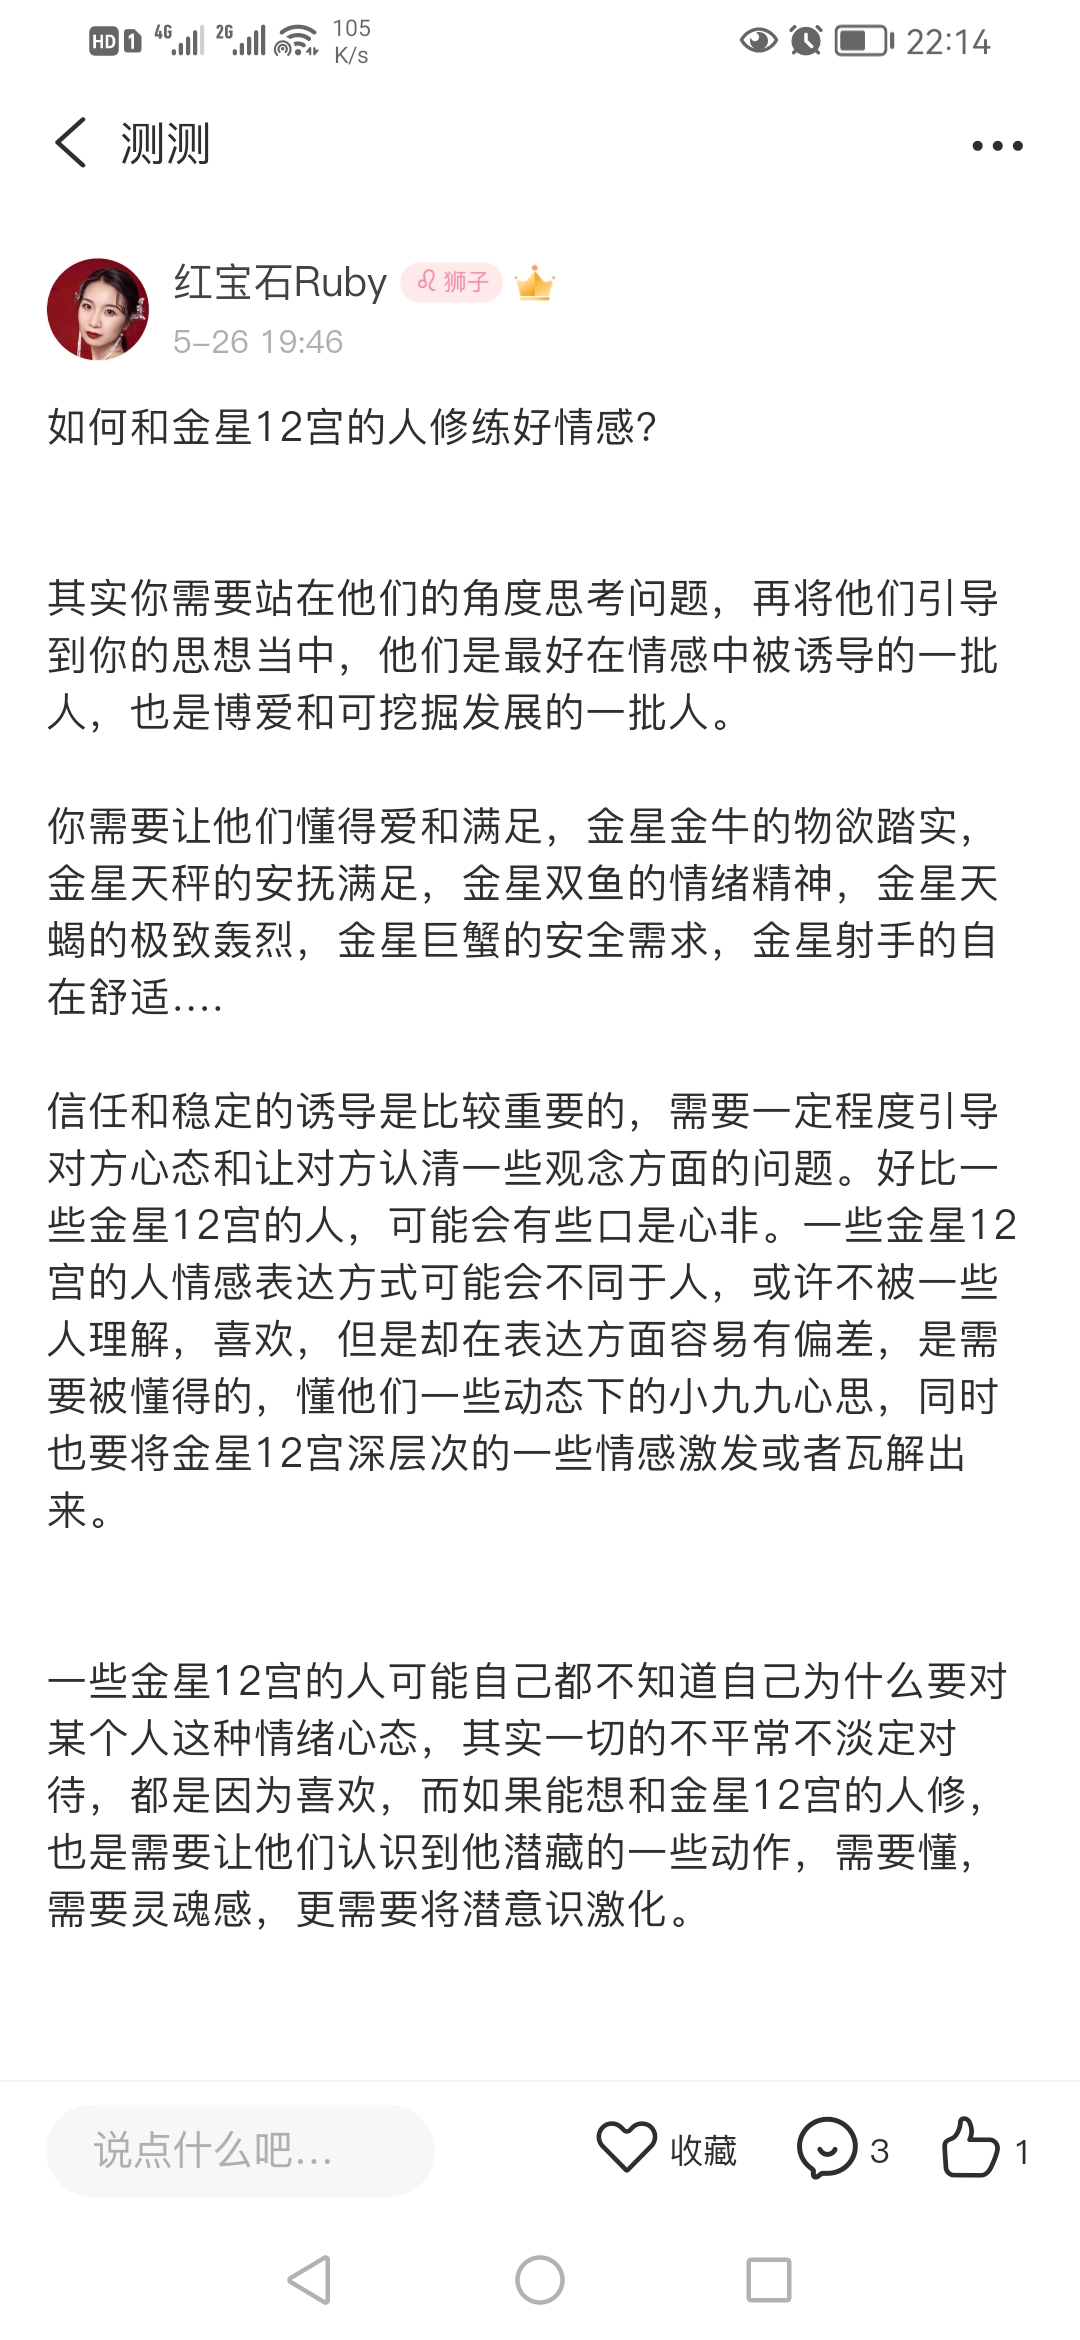 HD 1 4G 2G 105 K/s 22:14
测测
红宝石Ruby 狮子
5-26 19:46
如何和金星12宫的人修练好情感?
其实你需要站在他们的角度思考问题，再将他们引导
到你的思想当中，他们是最好在情感中被诱导的一批
人，也是博爱和可挖掘发展的一批人。
你需要让他们懂得爱和满足，金星金牛的物欲踏实，
金星天秤的安抚满足，金星双鱼的情绪精神，金星天
蝎的极致轰烈，金星巨蟹的安全需求，金星射手的自
在舒适....
信任和稳定的诱导是比较重要的，需要一定程度引导
对方心态和让对方认清一些观念方面的问题。好比一
些金星12宫的人，可能会有些口是心非。一些金星12
宫的人情感表达方式可能会不同于人，或许不被一些
人理解，喜欢，但是却在表达方面容易有偏差，是需
要被懂得的，懂他们一些动态下的小九九心思，同时
也要将金星12宫深层次的一些情感激发或者瓦解出
来。
一些金星12宫的人可能自己都不知道自己为什么要对
某个人这种情绪心态，其实一切的不平常不淡定对
待，都是因为喜欢，而如果能想和金星12宫的人修，
也是需要让他们认识到他潜藏的一些动作，需要懂，
需要灵魂感，更需要将潜意识激化。
说点什么吧... 收藏 3 1